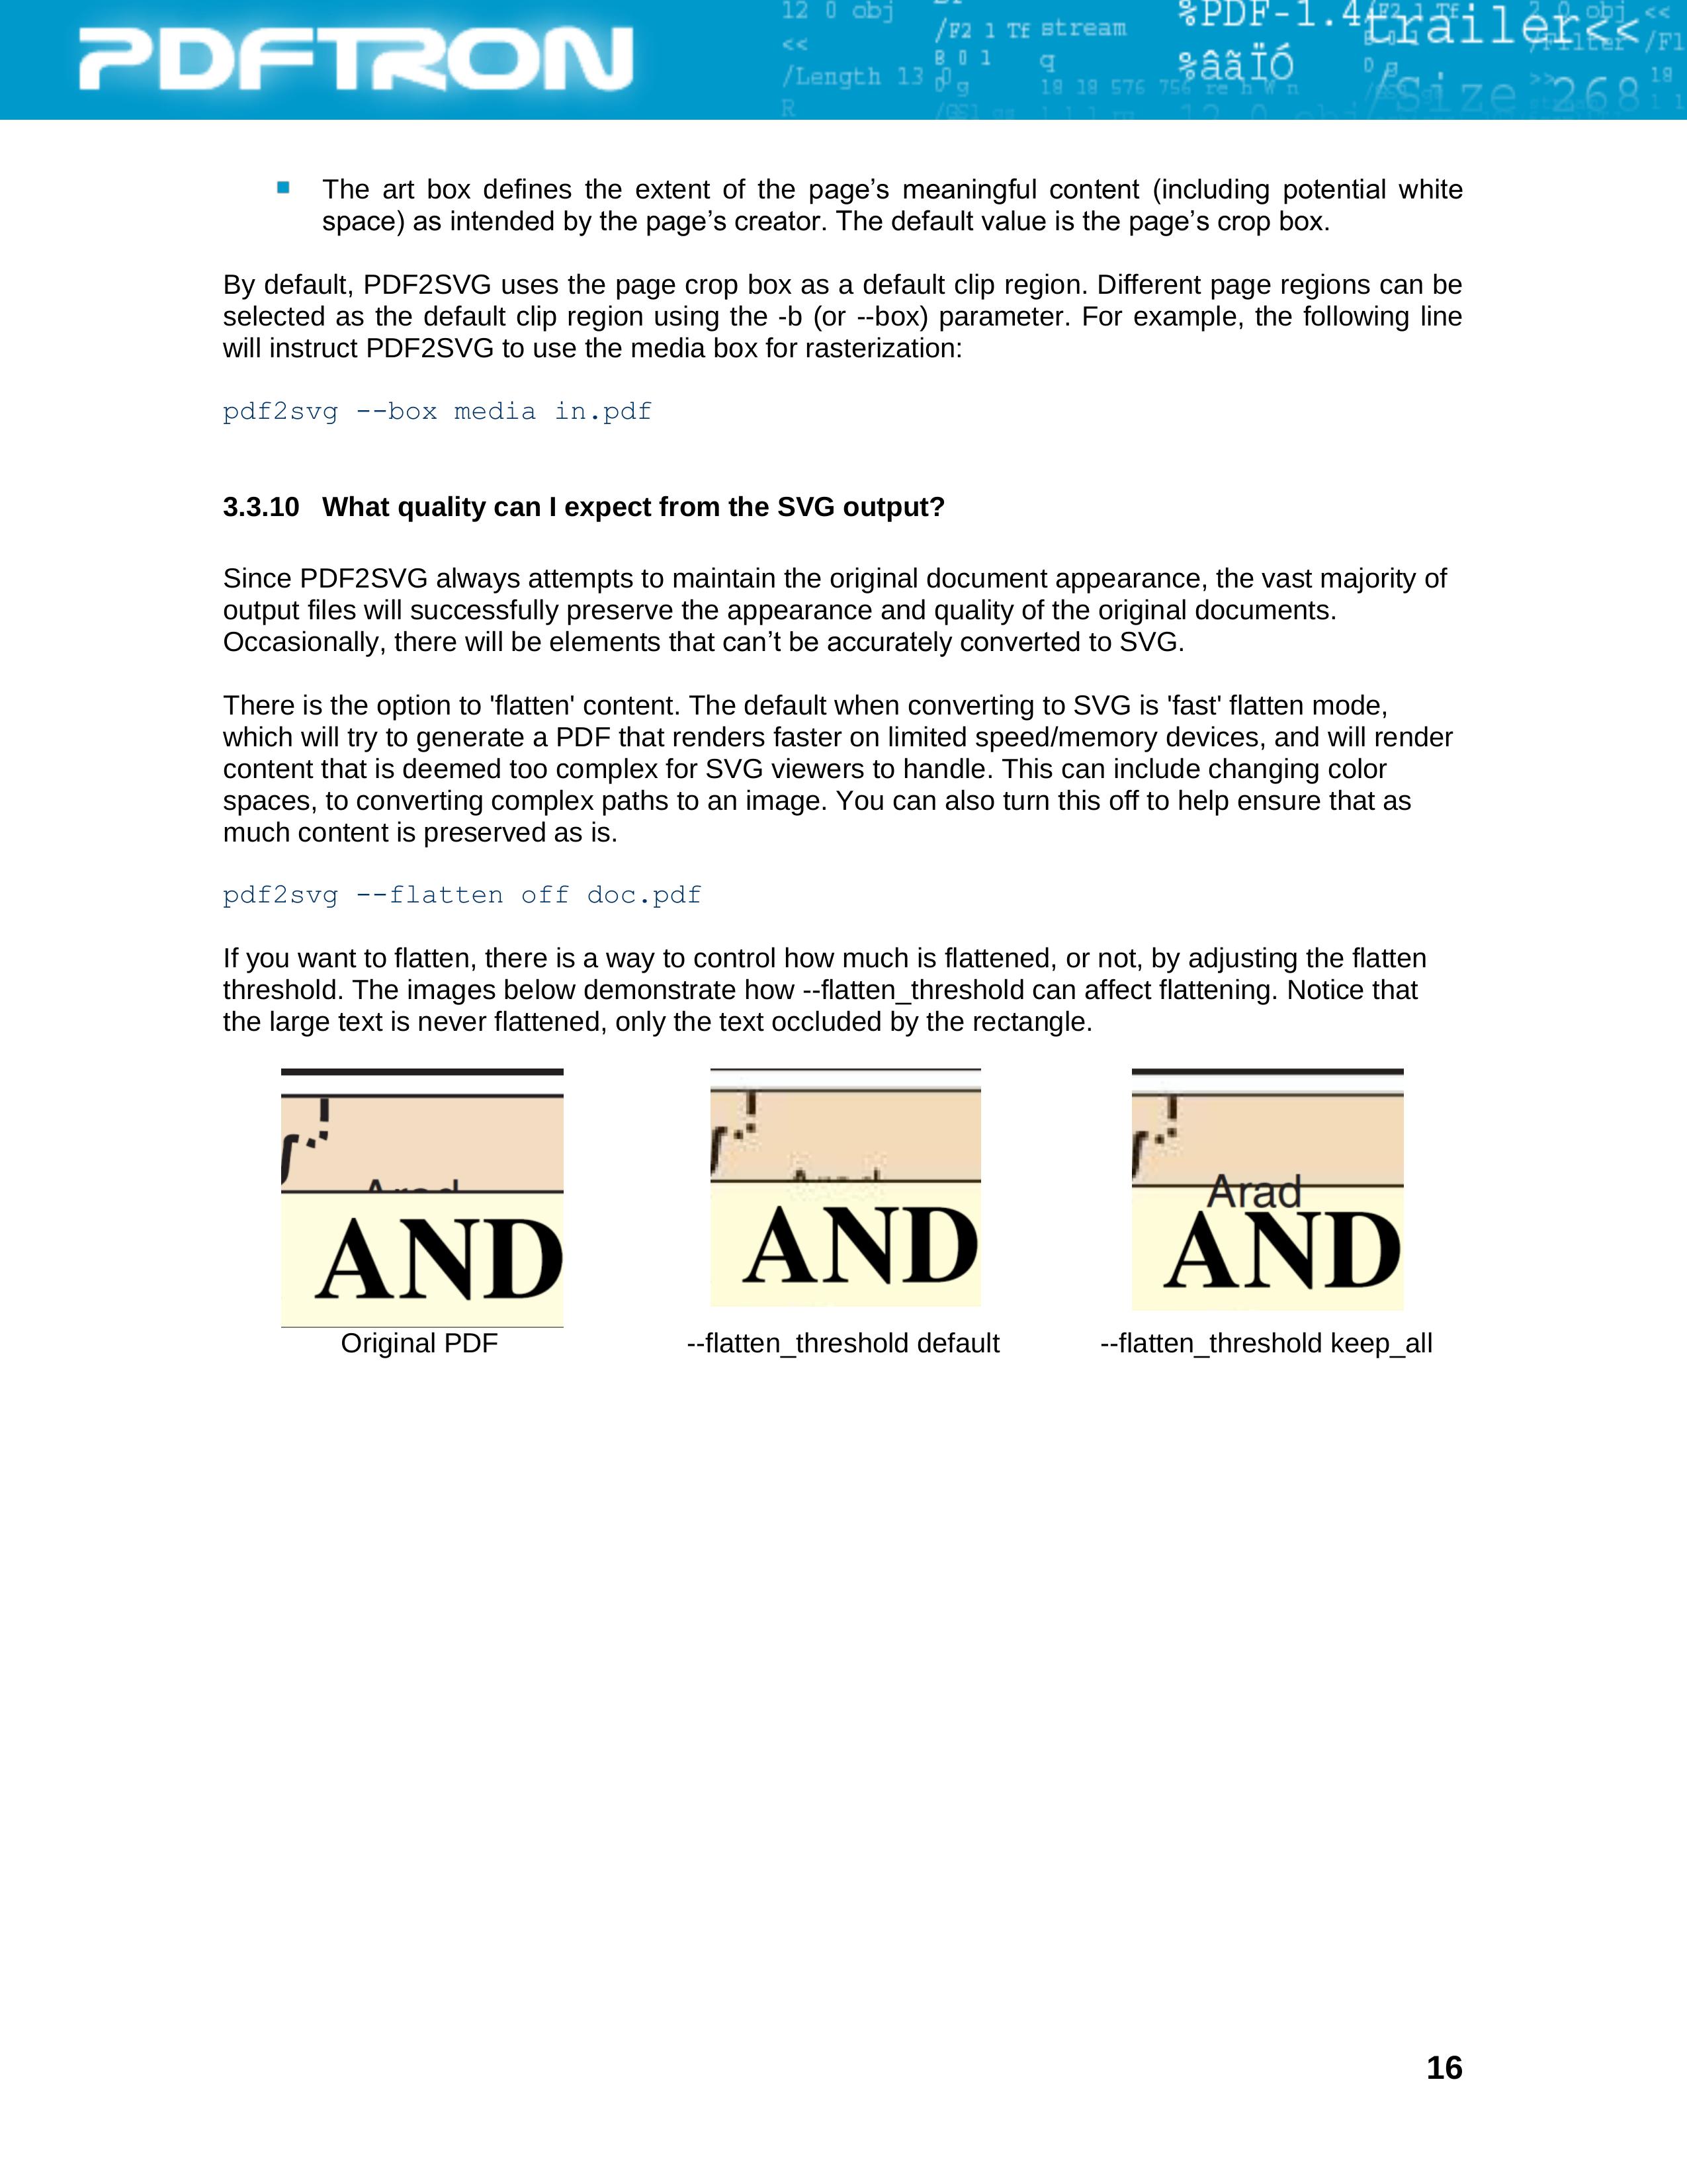 PDFTRON
12 0 obj
<<
/Length 13 0
R
/F2 1 Tf
stream
q
18 18 576 756 re h W n
%PDF-1.4
%âãÏÓ
trailer<<
/Size 268
The art box defines the extent of the page’s meaningful content (including potential white
space) as intended by the page’s creator. The default value is the page’s crop box.
By default, PDF2SVG uses the page crop box as a default clip region. Different page regions can be
selected as the default clip region using the -b (or --box) parameter. For example, the following line
will instruct PDF2SVG to use the media box for rasterization:
pdf2svg --box media in.pdf
3.3.10 What quality can I expect from the SVG output?
Since PDF2SVG always attempts to maintain the original document appearance, the vast majority of
output files will successfully preserve the appearance and quality of the original documents.
Occasionally, there will be elements that can’t be accurately converted to SVG.
There is the option to 'flatten' content. The default when converting to SVG is 'fast' flatten mode,
which will try to generate a PDF that renders faster on limited speed/memory devices, and will render
content that is deemed too complex for SVG viewers to handle. This can include changing color
spaces, to converting complex paths to an image. You can also turn this off to help ensure that as
much content is preserved as is.
pdf2svg --flatten off doc.pdf
If you want to flatten, there is a way to control how much is flattened, or not, by adjusting the flatten
threshold. The images below demonstrate how --flatten_threshold can affect flattening. Notice that
the large text is never flattened, only the text occluded by the rectangle.
AND
AND
Arad
AND
Original PDF
--flatten_threshold default
--flatten_threshold keep_all
16